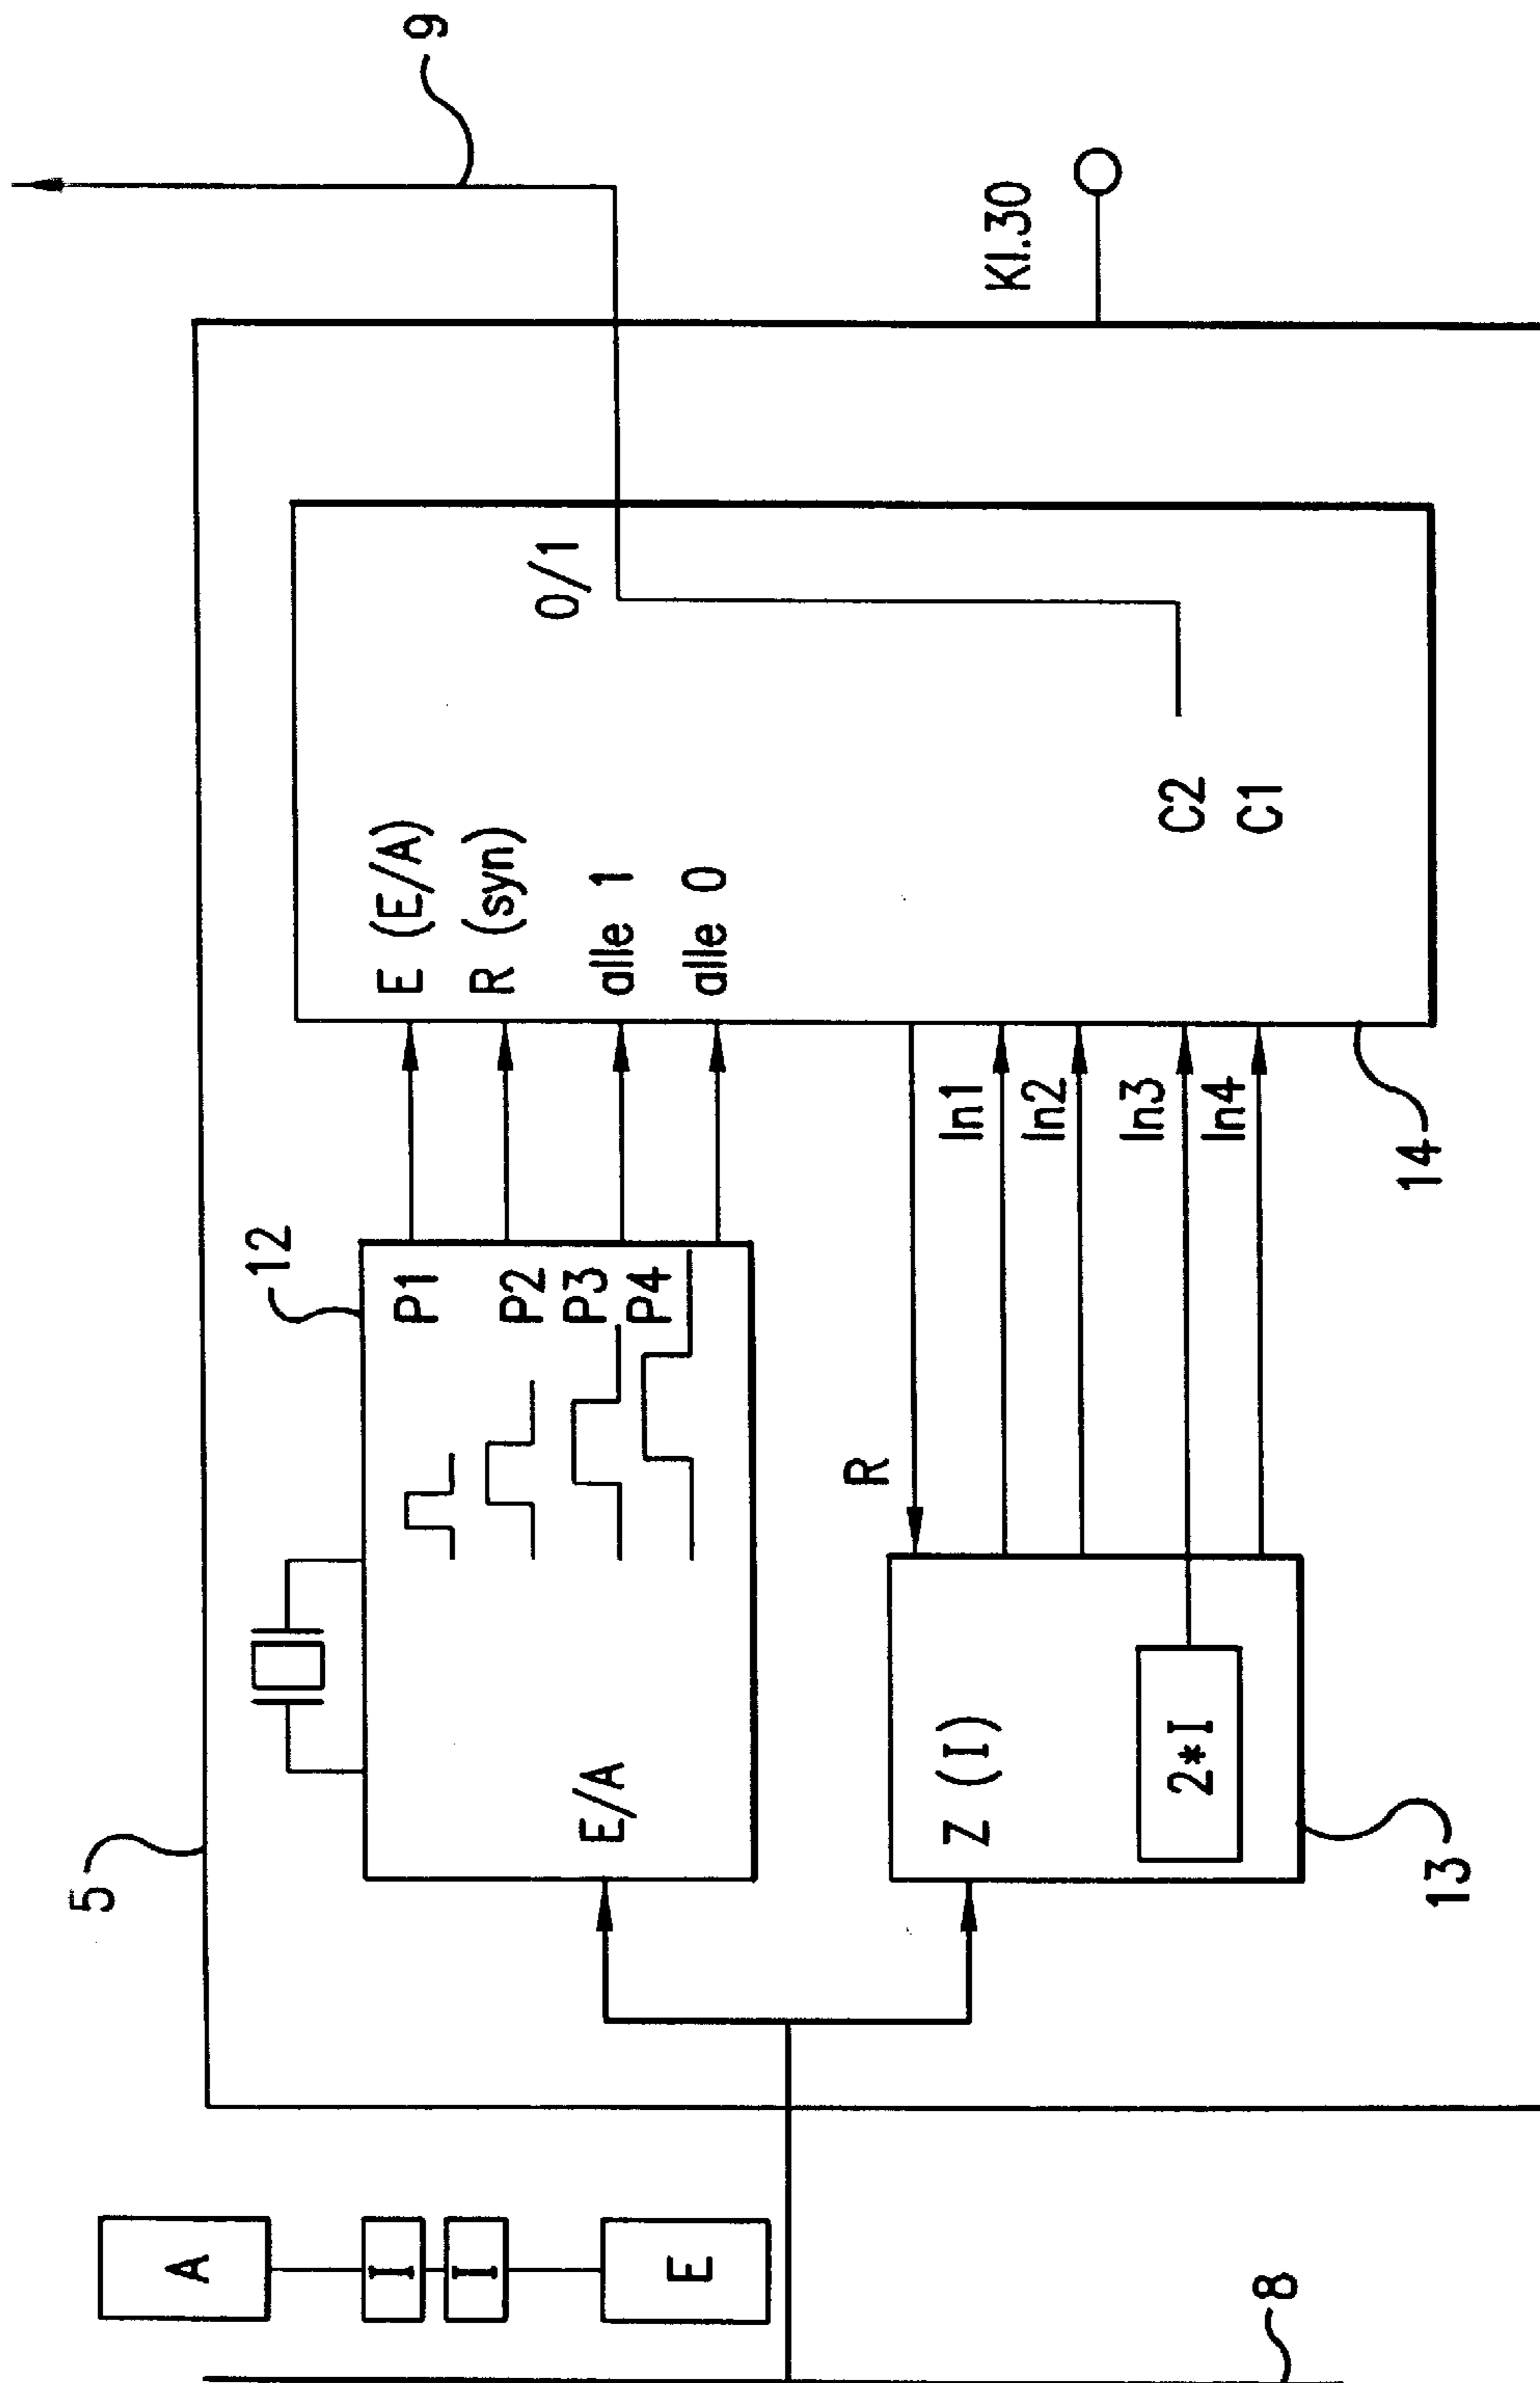 9
Kl.30
0/1
E (E/A)
R (syn)
alle 1
alle 0
C2
C1
14
In1
In2
In3
In4
R
12
P1
P2
P3
P4
E/A
Z (I)
2*I
13
5
A
I
I
E
8